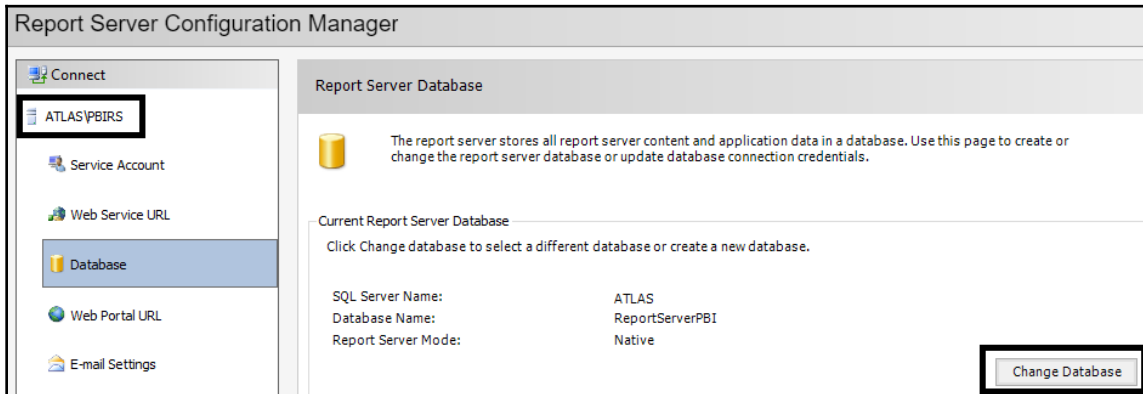 Report Server Configuration Manager
Connect
ATLAS\PBIRS
Service Account
Web Service URL
Database
Web Portal URL
E-mail Settings
Report Server Database
The report server stores all report server content and application data in a database. Use this page to create or
change the report server database or update database connection credentials.
Current Report Server Database
Click Change database to select a different database or create a new database.
SQL Server Name: ATLAS
Database Name: ReportServerPBI
Report Server Mode: Native
Change Database